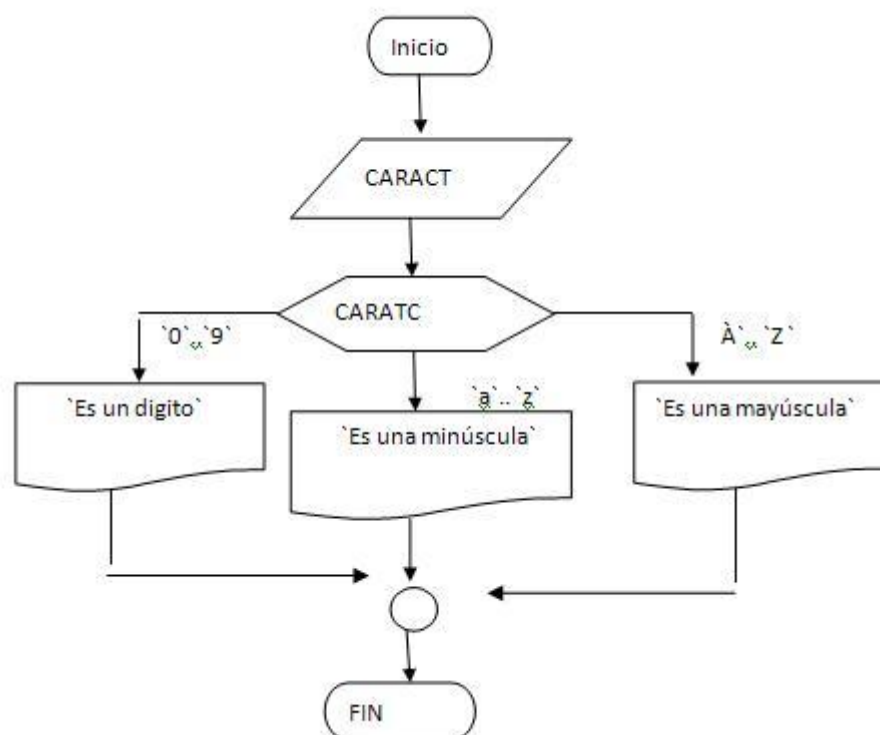 Inicio
CARACT
CARATC
`0`..`9`
À`..`Z`
`a`..`z`
`Es un digito`
`Es una minúscula`
`Es una mayúscula`
FIN